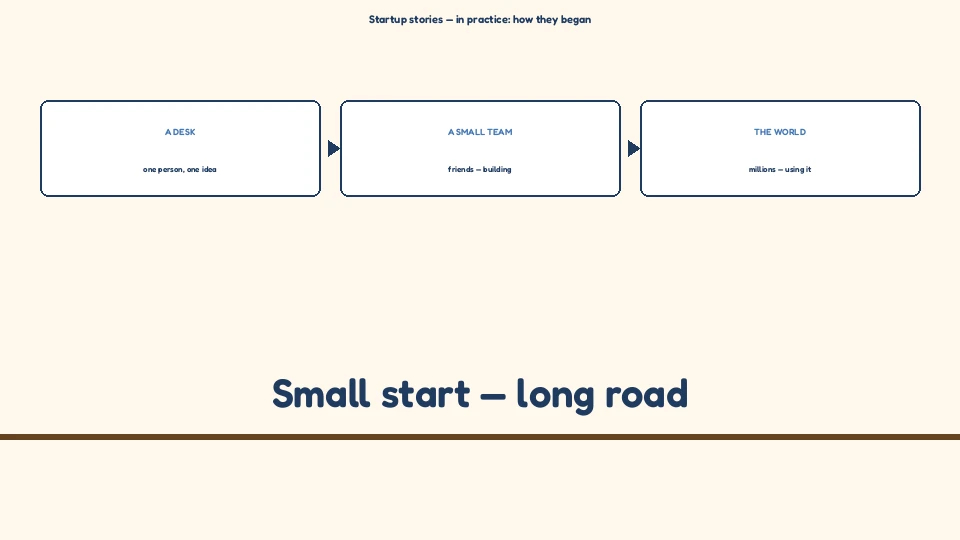 Startup stories — in practice: how they began
A DESK
one person, one idea
A SMALL TEAM
friends — building
THE WORLD
millions — using it
Small start — long road